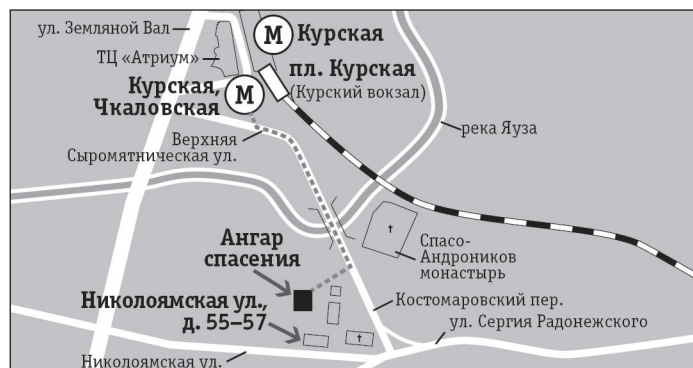 ул. Земляной Вал
ТЦ «Атриум»
М Курская
пл. Курская
(Курский вокзал)
Курская,
Чкаловская
М
Верхняя
Сыромятническая ул.
река Яуза
Ангар
спасения
Спасо-
Андроников
монастырь
Николоямская ул.,
д. 55–57
Костомаровский пер.
ул. Сергия Радонежского
Николоямская ул.